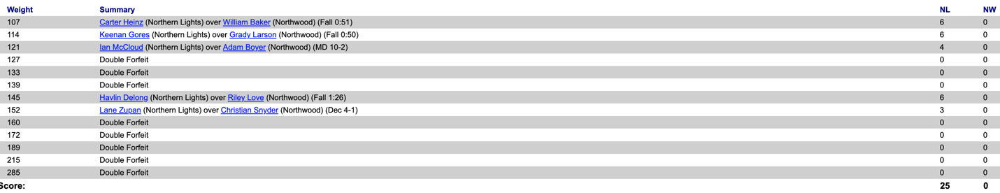 Weight Summary NL NW
107 Carter Heinz (Northern Lights) over William Baker (Northwood) (Fall 0:51) 6 0
114 Keenan Gores (Northern Lights) over Grady Larson (Northwood) (Fall 0:50) 6 0
121 Ian McCloud (Northern Lights) over Adam Boyer (Northwood) (MD 10-2) 4 0
127 Double Forfeit 0 0
133 Double Forfeit 0 0
139 Double Forfeit 0 0
145 Havlin Delong (Northern Lights) over Riley Love (Northwood) (Fall 1:26) 6 0
152 Lane Zupan (Northern Lights) over Christian Snyder (Northwood) (Dec 4-1) 3 0
160 Double Forfeit 0 0
172 Double Forfeit 0 0
189 Double Forfeit 0 0
215 Double Forfeit 0 0
285 Double Forfeit 0 0
Score: 25 0